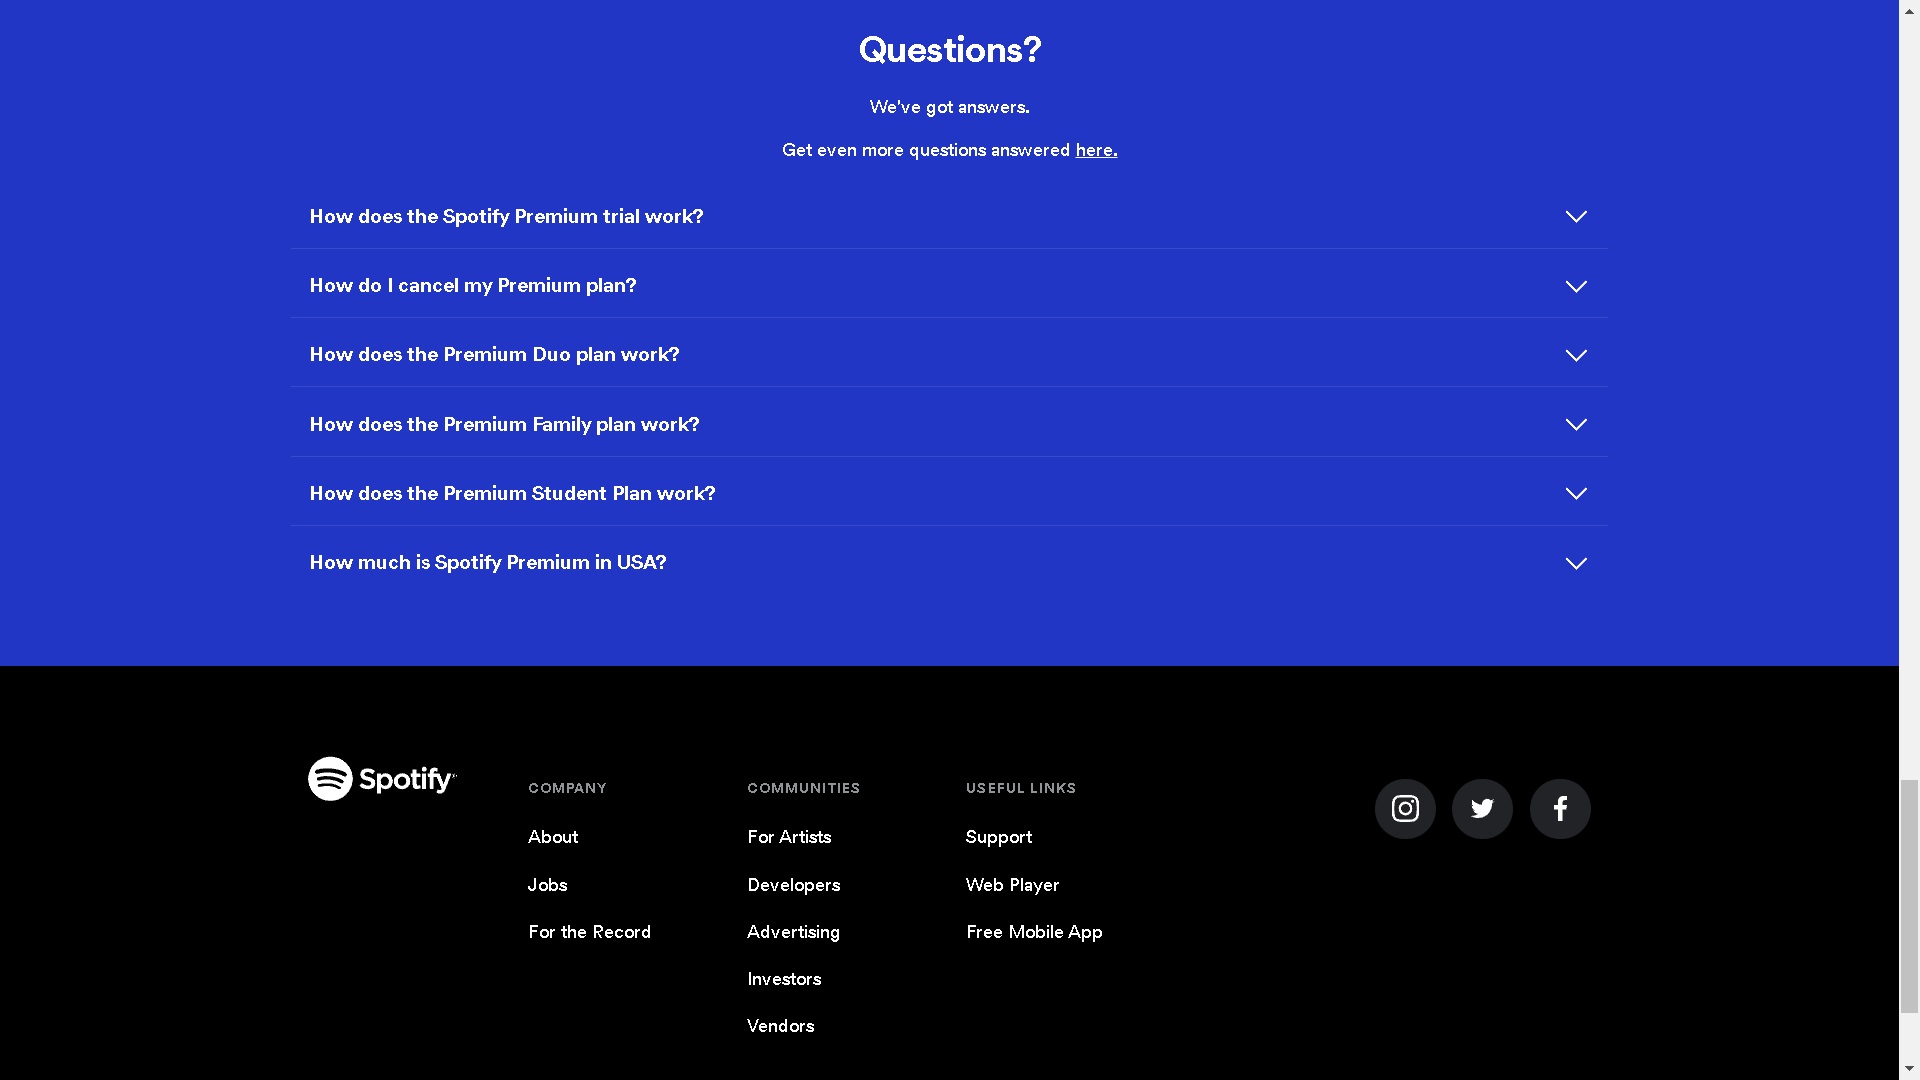 Questions?
We've got answers.
Get even more questions answered here.
How does the Spotify Premium trial work?
How do I cancel my Premium plan?
How does the Premium Duo plan work?
How does the Premium Family plan work?
How does the Premium Student Plan work?
How much is Spotify Premium in USA?
Spotify
COMPANY
About
Jobs
For the Record
COMMUNITIES
For Artists
Developers
Advertising
Investors
Vendors
USEFUL LINKS
Support
Web Player
Free Mobile App